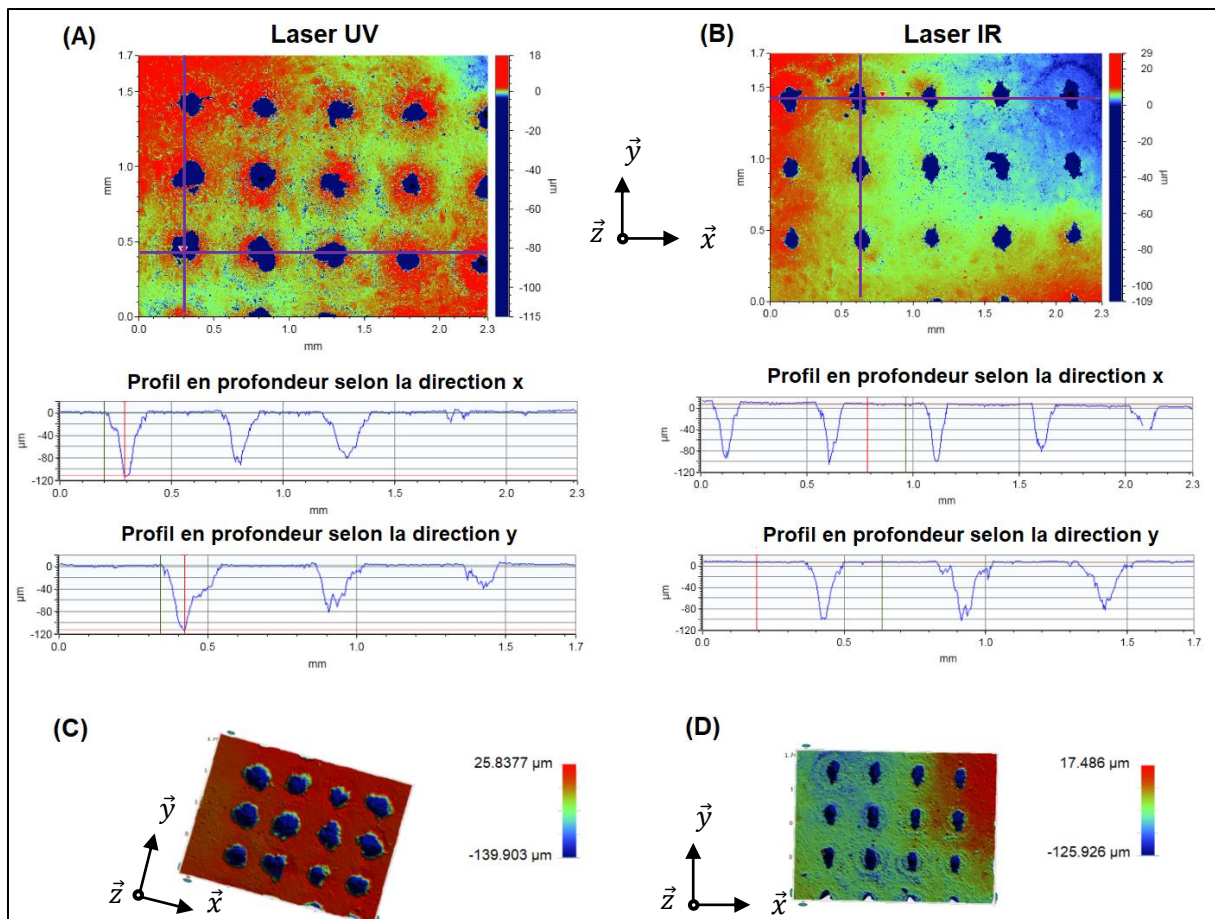 (A) Laser UV
1.7
1.5
1.0
0.5
0.0
mm
0.0 0.5 1.0 1.5 2.0 2.3
mm
18
0
-20
-40
-60
-80
-100
-115
µm
(B) Laser IR
1.7
1.5
1.0
0.5
0.0
mm
0.0 0.5 1.0 1.5 2.0 2.3
mm
29
20
10
0
-20
-40
-60
-80
-100
-109
µm
y
z x
Profil en profondeur selon la direction x
0
-40
-80
-120
µm
0.0 0.5 1.0 1.5 2.0 2.3
mm
Profil en profondeur selon la direction x
0
-40
-80
-120
µm
0.0 0.5 1.0 1.5 2.0 2.3
mm
Profil en profondeur selon la direction y
0
-40
-80
-120
µm
0.0 0.5 1.0 1.5 1.7
mm
Profil en profondeur selon la direction y
0
-40
-80
-120
µm
0.0 0.5 1.0 1.5 1.7
mm
(C)
y
z x
25.8377 µm
-139.903 µm
(D)
y
z x
17.486 µm
-125.926 µm